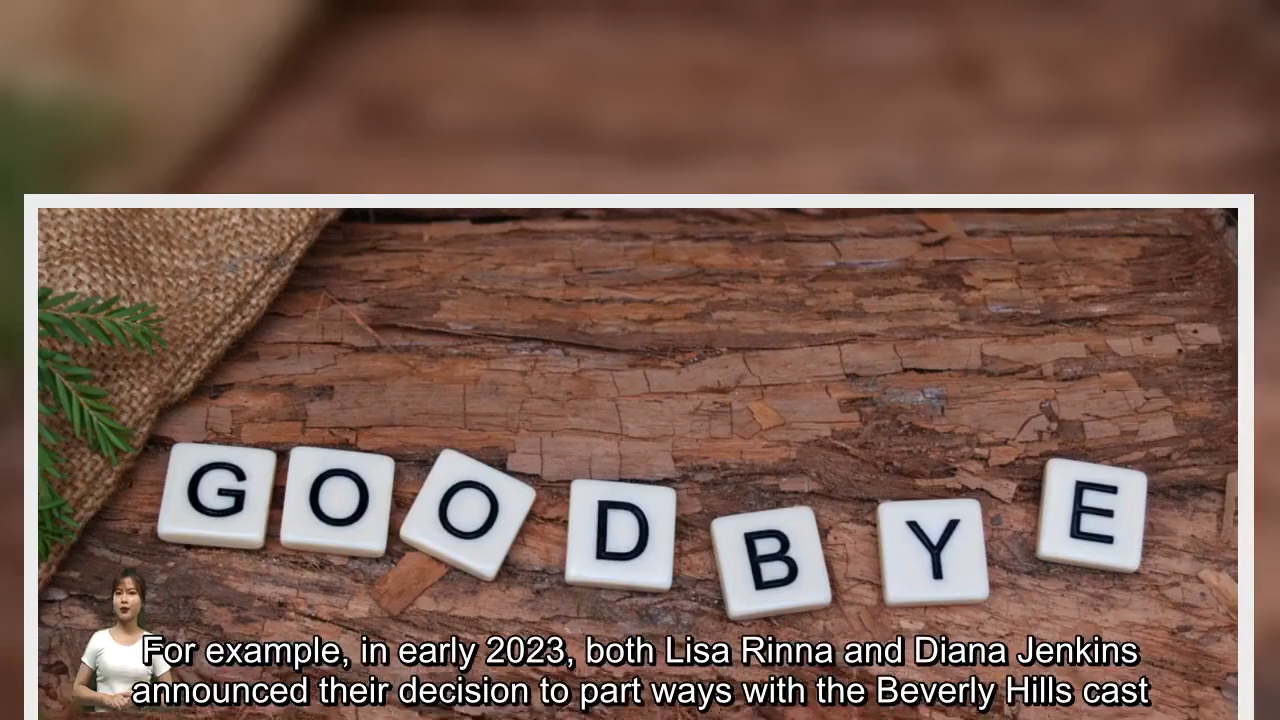 GOODBYE
For example, in early 2023, both Lisa Rinna and Diana Jenkins
announced their decision to part ways with the Beverly Hills cast